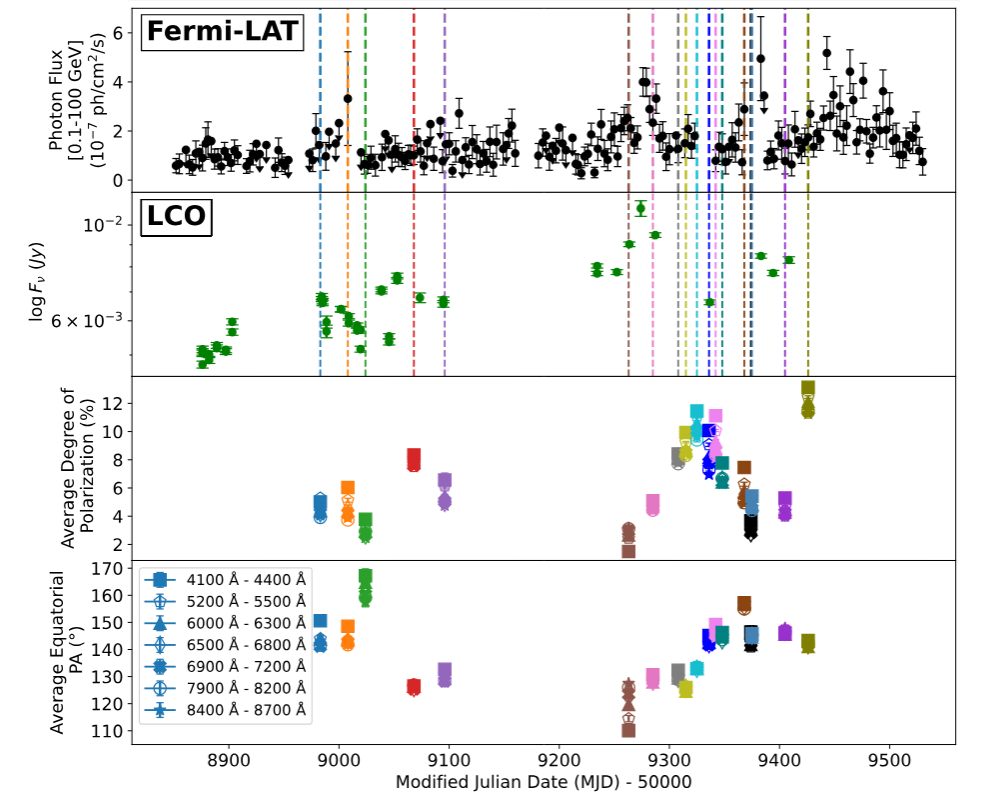 Fermi-LAT
Photon Flux
[0.1-100 GeV]
(10⁻⁷ ph/cm2/s)
6
4
2
0
LCO
log Fᵥ (Jy)
10⁻²
6 × 10⁻³
Average Degree of
Polarization (%)
12
10
8
6
4
2
Average Equatorial
PA (°)
170
160
150
140
130
120
110
4100 Å - 4400 Å
5200 Å - 5500 Å
6000 Å - 6300 Å
6500 Å - 6800 Å
6900 Å - 7200 Å
7900 Å - 8200 Å
8400 Å - 8700 Å
8900 9000 9100 9200 9300 9400 9500
Modified Julian Date (MJD) - 50000